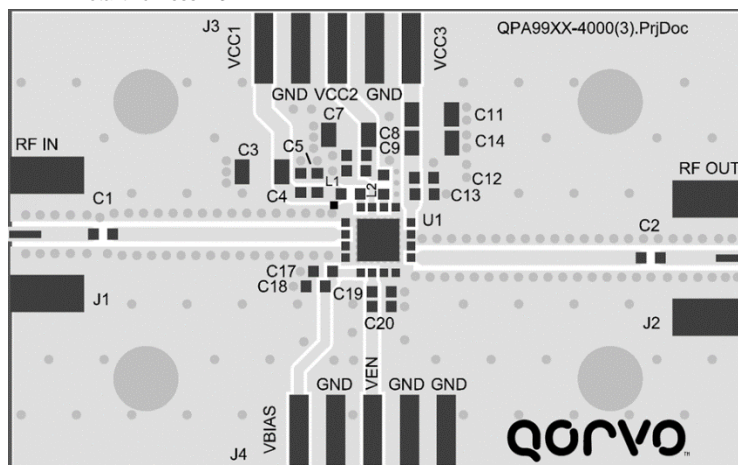 J3
VCC1
VCC3
QPA99XX-4000(3).PrjDoc
GND VCC2 GND
C7
C11
C8
C14
C9
C5
RF IN
C3
RF OUT
L1
L2
C12
C4
C13
C1
U1
C2
C17
C18
C19
C20
J1
J2
GND
VEN
GND GND
VBIAS
J4
QORVO